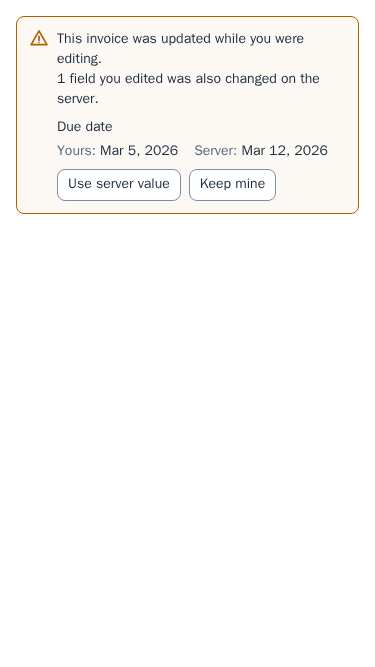 This invoice was updated while you were
editing.
1 field you edited was also changed on the
server.
Due date
Yours: Mar 5, 2026 Server: Mar 12, 2026
Use server value Keep mine